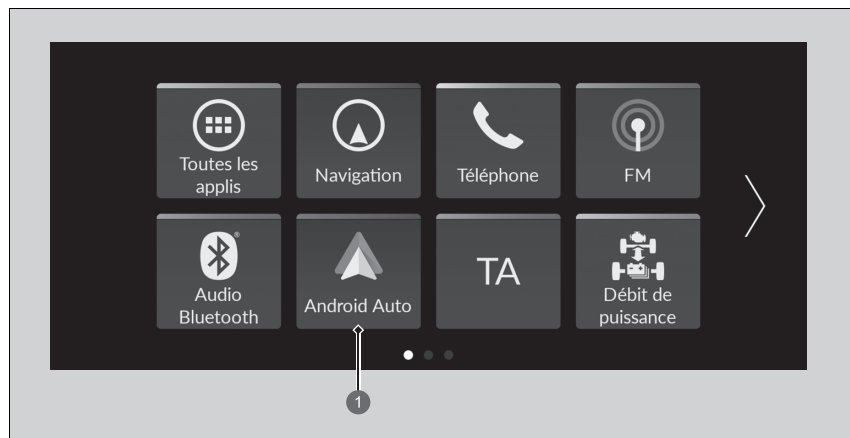 Toutes les
applis
Navigation
Téléphone
FM
Audio
Bluetooth
Android Auto
TA
Débit de
puissance
1